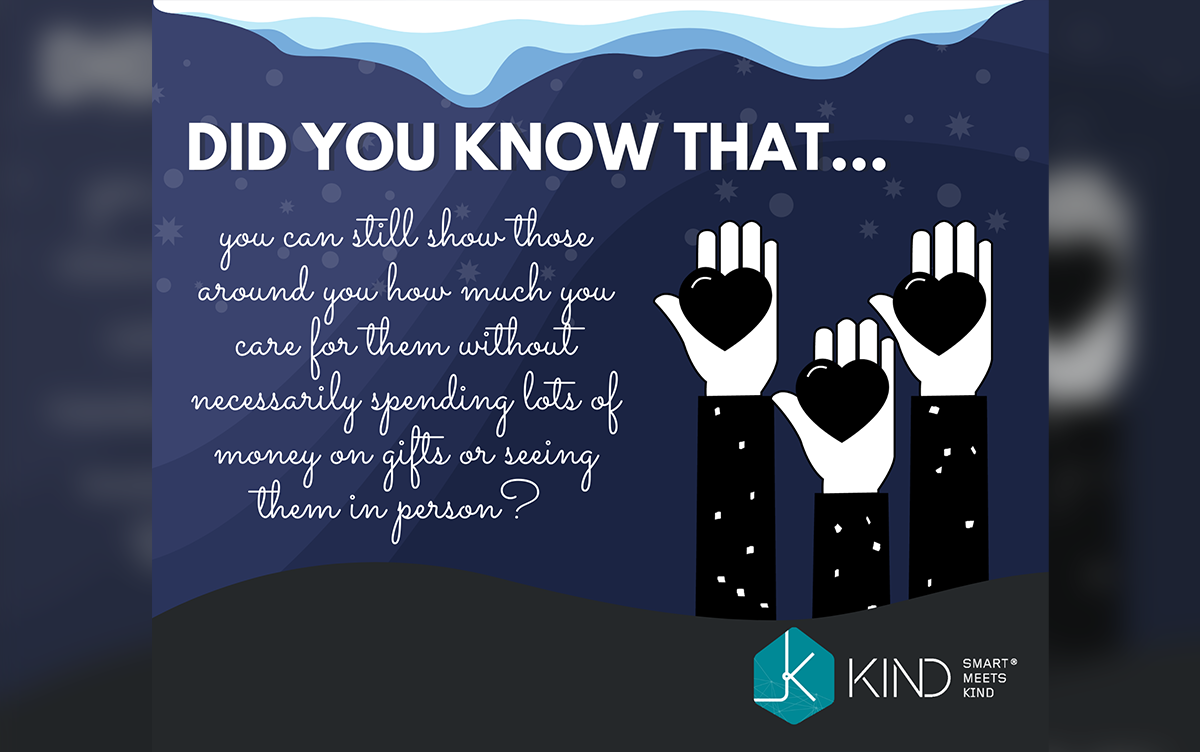 DID YOU KNOW THAT...
you can still show those
around you how much you
care for them without
necessarily spending lots of
money on gifts or seeing
them in person?
K
KIND
SMART®
MEETS
KIND